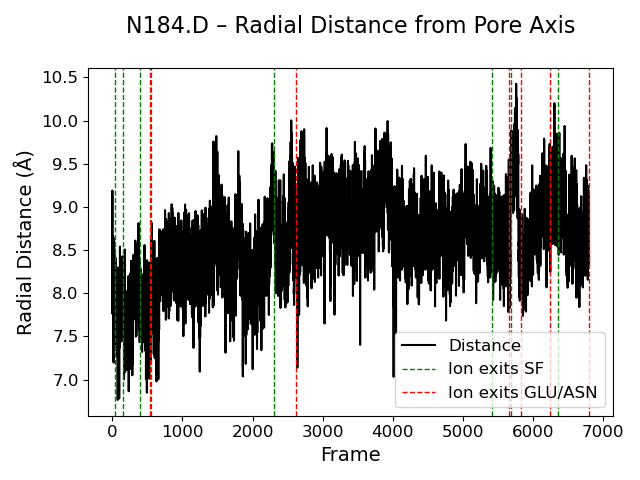 N184.D – Radial Distance from Pore Axis
Radial Distance (Å)
10.5
10.0
9.5
9.0
8.5
8.0
7.5
7.0
Distance
Ion exits SF
Ion exits GLU/ASN
0 1000 2000 3000 4000 5000 6000 7000
Frame